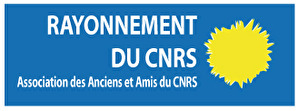 RAYONNEMENT
DU CNRS
Association des Anciens et Amis du CNRS